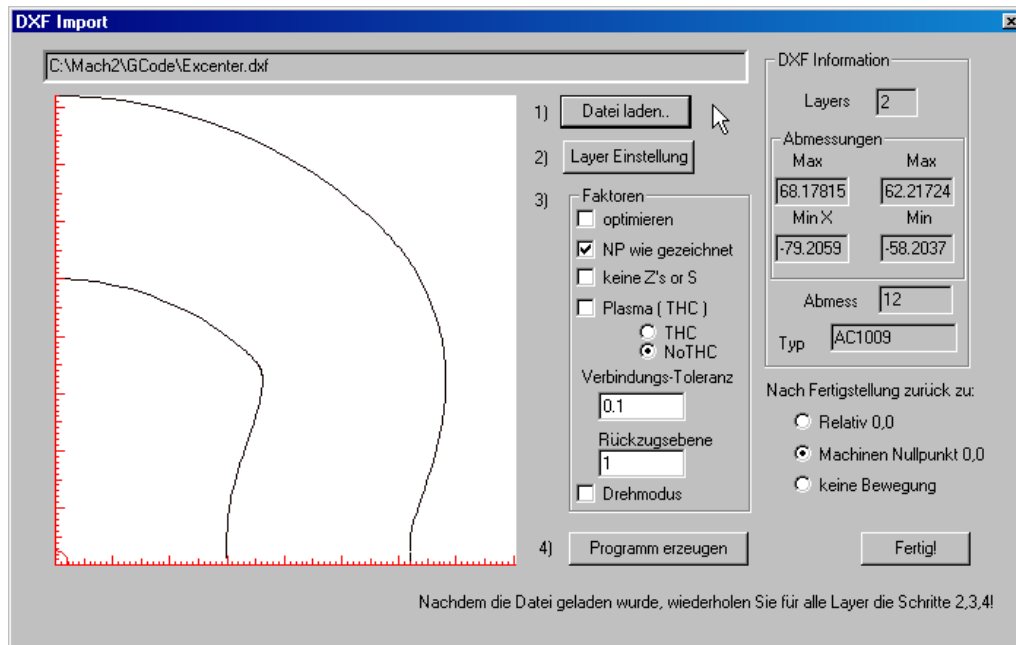 DXF Import
C:\Mach2\GCode\Excenter.dxf
1) Datei laden..
2) Layer Einstellung
3) Faktoren
optimieren
NP wie gezeichnet
keine Z's or S
Plasma ( THC )
THC
NoTHC
Verbindungs-Toleranz
0.1
Rückzugsebene
1
Drehmodus
4) Programm erzeugen
DXF Information
Layers 2
Abmessungen
Max Max
68.17815 62.21724
Min X Min
-79.2059 -58.2037
Abmess 12
Typ AC1009
Nach Fertigstellung zurück zu:
Relativ 0,0
Machinen Nullpunkt 0,0
keine Bewegung
Fertig!
Nachdem die Datei geladen wurde, wiederholen Sie für alle Layer die Schritte 2,3,4!